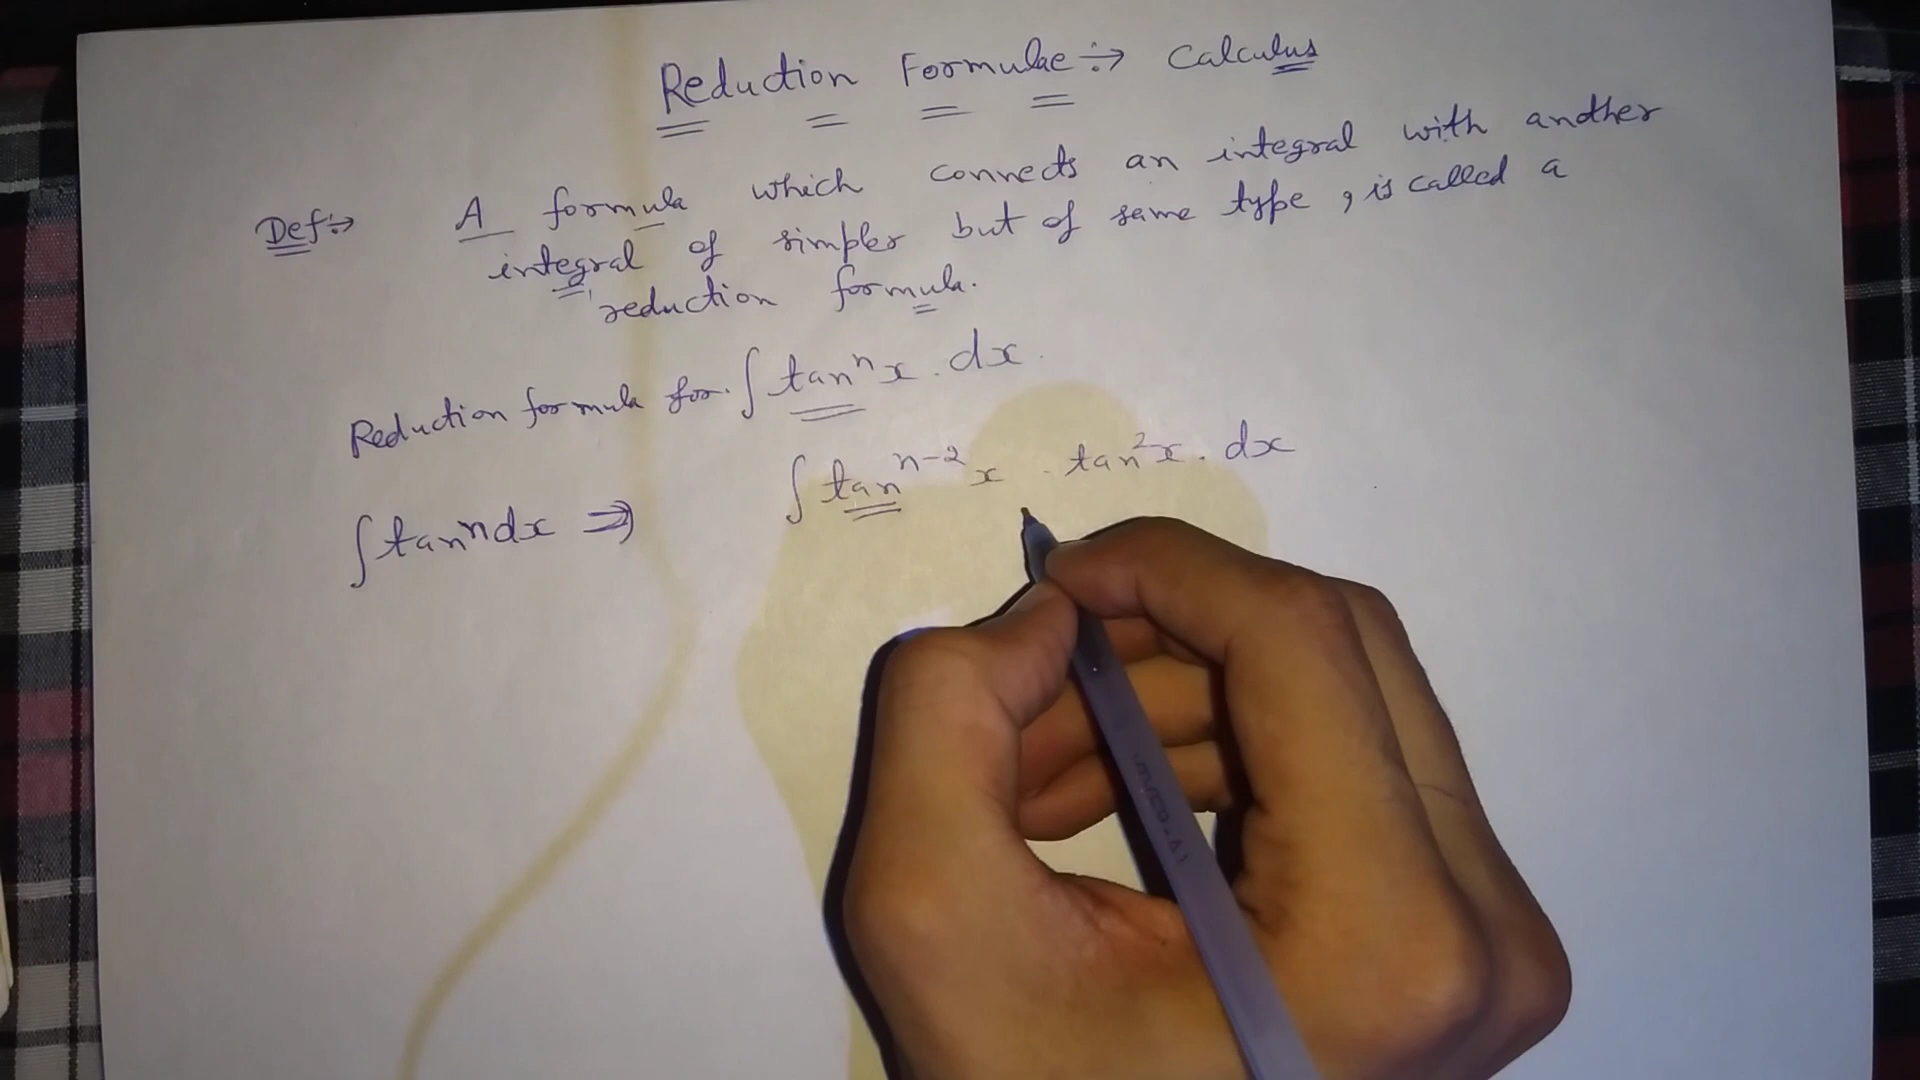 Reduction Formulae ÷→ Calculus
Def ÷→ A formula which connects an integral with another
integral of simpler but of same type, is called a
reduction formula.
Reduction formula for ∫ tanⁿx . dx.
∫tanⁿdx ⇒ ∫ tanⁿ⁻²x . tan²x . dx